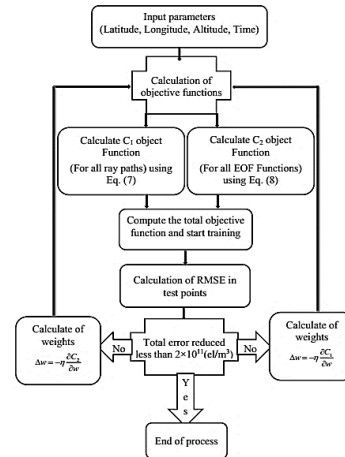 Input parameters
(Latitude, Longitude, Altitude, Time)
Calculation of
objective functions
Calculate C₁ object
Function
(For all ray paths) using
Eq. (7)
Calculate C₂ object
Function
(For all EOF Functions)
using Eq. (8)
Compute the total objective
function and start training
Calculation of RMSE in
test points
Total error reduced
less than 2×10¹¹(el/m³)
No
No
Calculate of
weights
Δw = −η ∂C₂/∂w
Calculate of
weights
Δw = −η ∂C₁/∂w
Y
e
s
End of process